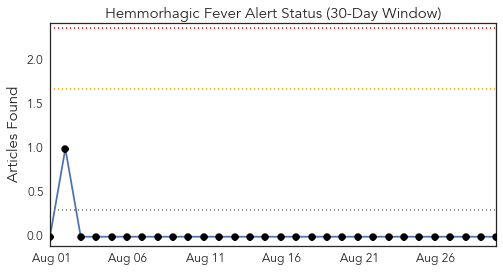 Hemmorhagic Fever Alert Status (30-Day Window)
Articles Found
2.0
1.5
1.0
0.5
0.0
Aug 01 Aug 06 Aug 11 Aug 16 Aug 21 Aug 26